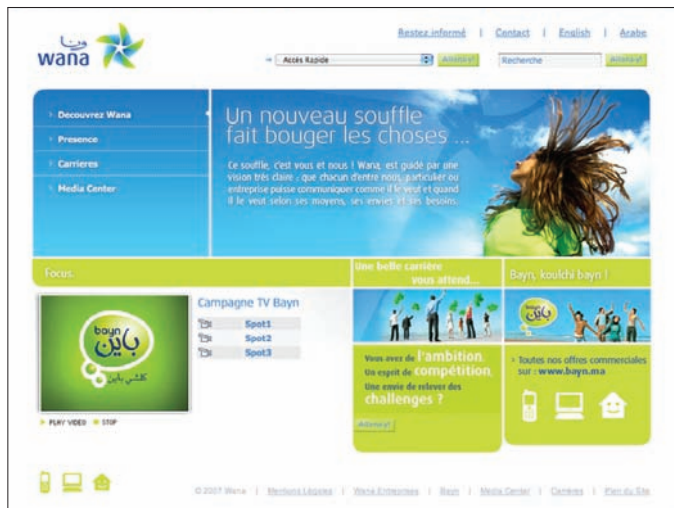 Restez informé | Contact | English | Arabe
ونا
wana
Accès Rapide
Recherche
Decouvrez Wana
Presence
Carrieres
Media Center
Un nouveau souffle
fait bouger les choses ...
Ce souffle, c'est vous et nous ! Wana, est guidé par une
vision très claire : que chacun d'entre nous, particulier ou
entreprise puisse communiquer comme il le veut et quand
il le veut selon ses moyens, ses envies et ses besoins.
Focus.
Une belle carrière
vous attend...
Bayn, koulchi bayn !
Campagne TV Bayn
Spot1
Spot2
Spot3
bayn
باين
كلشي باين
PLAY VIDEO STOP
bayn
باين
Vous avez de l'ambition,
Un esprit de compétition,
Une envie de relever des
challenges ?
Toutes nos offres commerciales
sur : www.bayn.ma
© 2007 Wana | Mentions Légales | Wana Entreprises | Bayn | Media Center | Carrières | Plan du Site